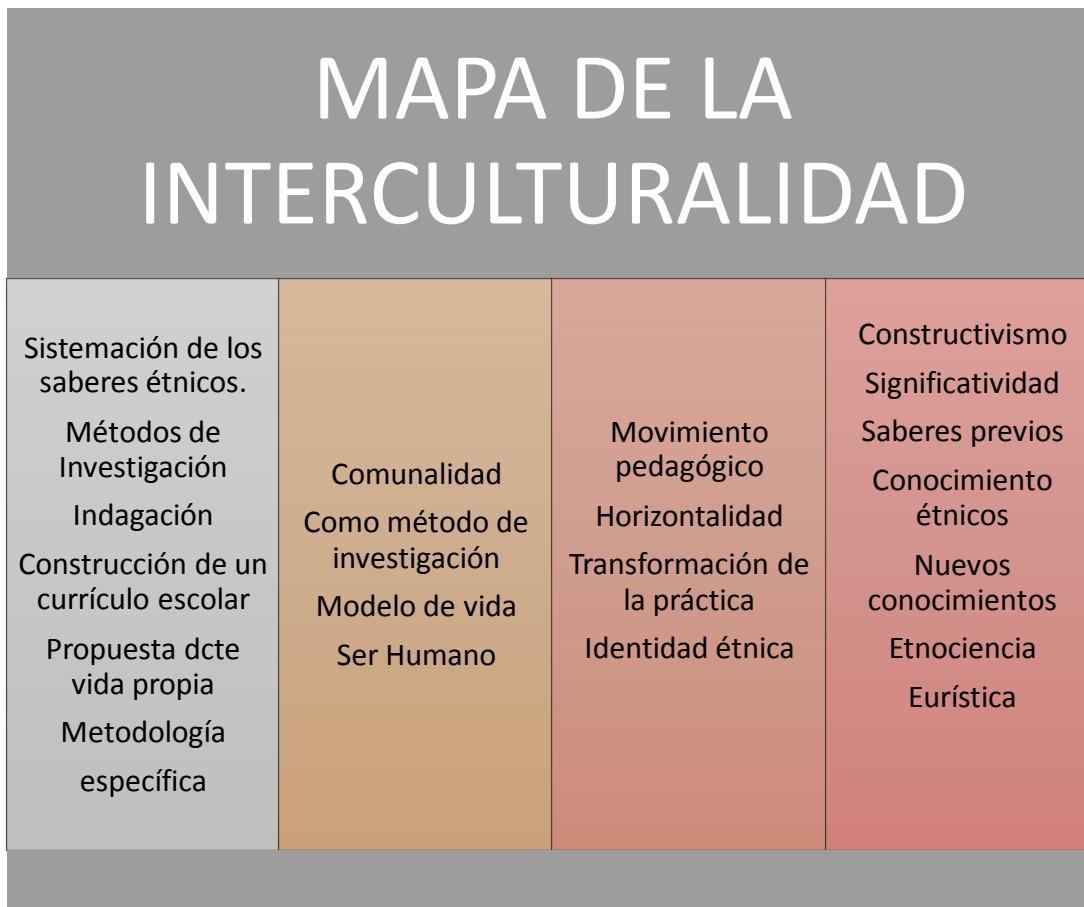 MAPA DE LA
INTERCULTURALIDAD
Sistemación de los
saberes étnicos.
Métodos de
Investigación
Indagación
Construcción de un
currículo escolar
Propuesta dcte
vida propia
Metodología
específica
Comunalidad
Como método de
investigación
Modelo de vida
Ser Humano
Movimiento
pedagógico
Horizontalidad
Transformación de
la práctica
Identidad étnica
Constructivismo
Significatividad
Saberes previos
Conocimiento
étnicos
Nuevos
conocimientos
Etnociencia
Eurística